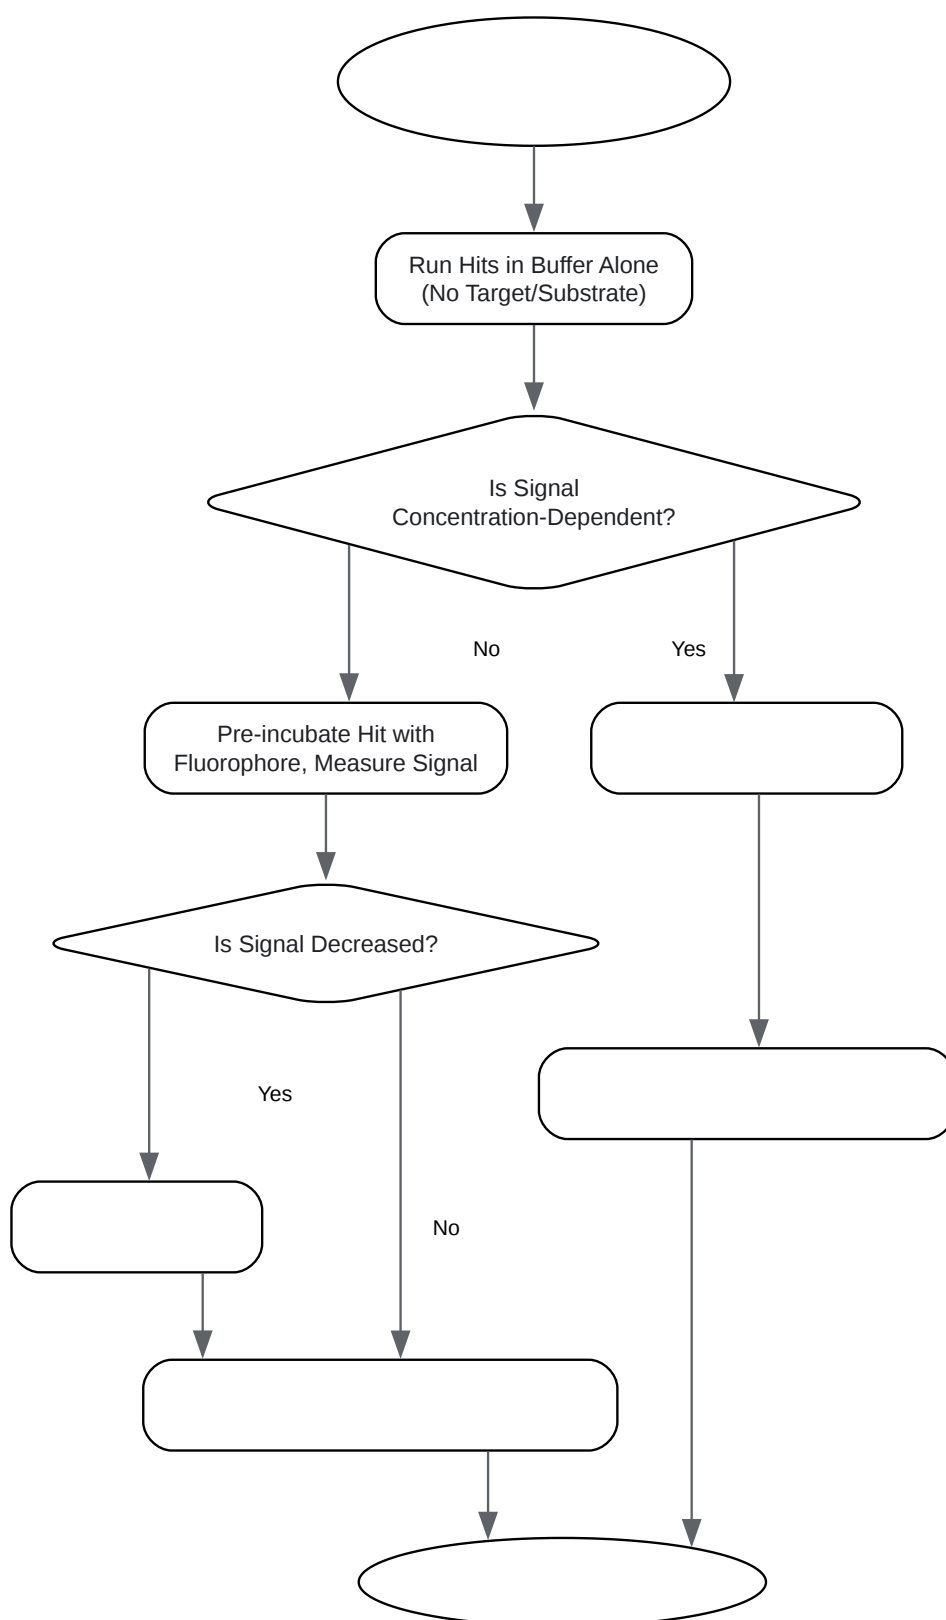 Run Hits in Buffer Alone
(No Target/Substrate)
Is Signal
Concentration-Dependent?
No
Yes
Pre-incubate Hit with
Fluorophore, Measure Signal
Is Signal Decreased?
Yes
No